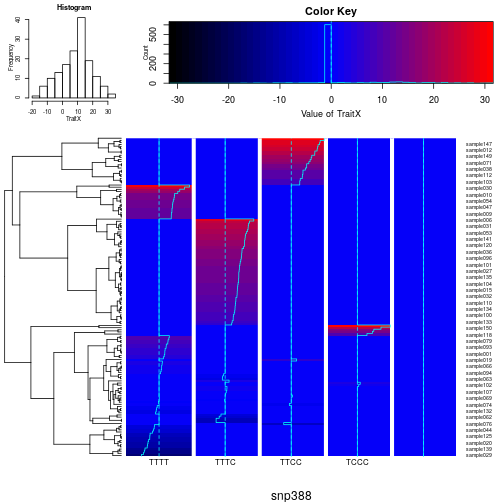 Histogram
Frequency
0 10 20 30 40
-20 -10 0 10 20 30
TraitX
Color Key
Count
0 200 500
-30 -20 -10 0 10 20 30
Value of TraitX
sample147
sample012
sample149
sample071
sample038
sample112
sample103
sample030
sample010
sample054
sample047
sample009
sample006
sample031
sample053
sample141
sample120
sample036
sample096
sample101
sample027
sample135
sample104
sample015
sample032
sample110
sample134
sample100
sample133
sample150
sample118
sample079
sample093
sample001
sample019
sample066
sample094
sample063
sample102
sample107
sample069
sample074
sample132
sample062
sample076
sample044
sample125
sample020
sample139
sample029
TTTT TTTC TTCC TCCC
snp388